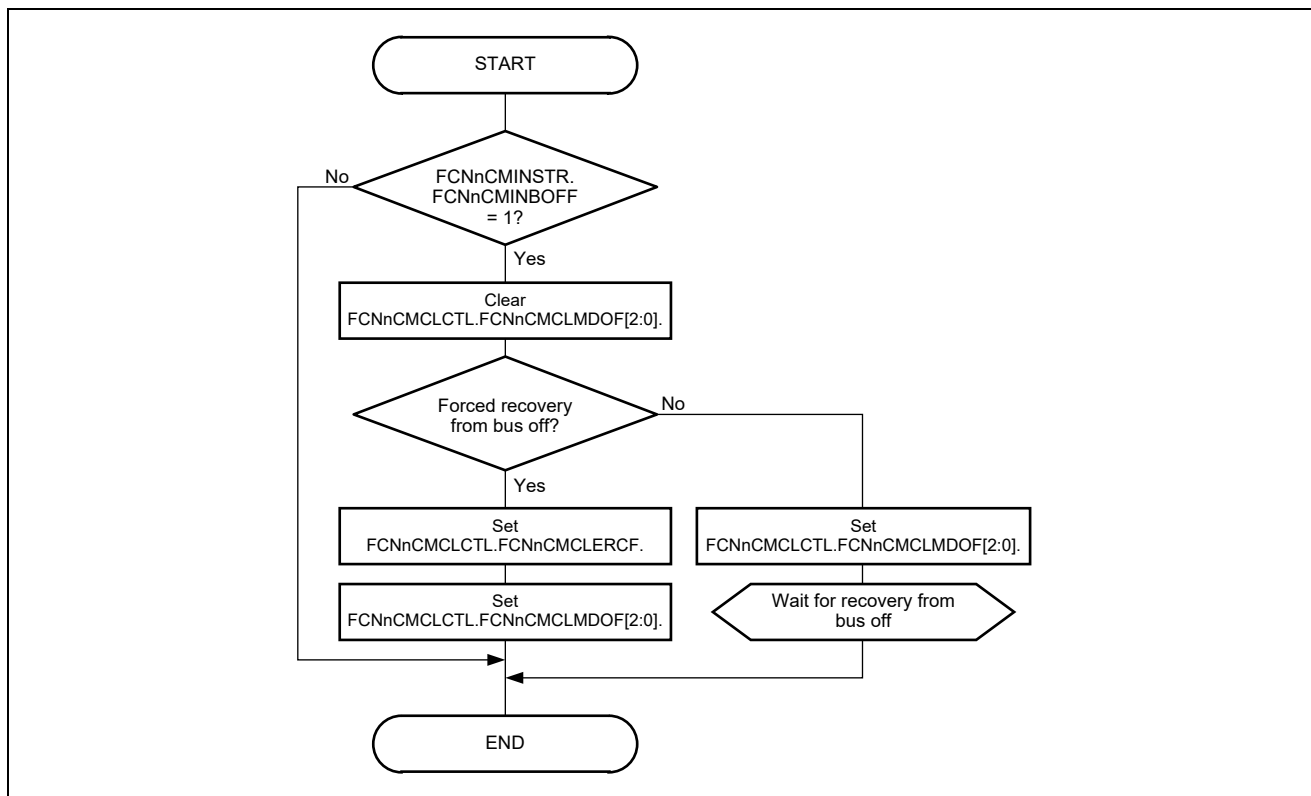 START
No
FCNnCMINSTR.
FCNnCMINBOFF
= 1?
Yes
Clear
FCNnCMCLCTL.FCNnCMCLMDOF[2:0].
Forced recovery
from bus off?
No
Yes
Set
FCNnCMCLCTL.FCNnCMCLERCF.
Set
FCNnCMCLCTL.FCNnCMCLMDOF[2:0].
Set
FCNnCMCLCTL.FCNnCMCLMDOF[2:0].
Wait for recovery from
bus off
END